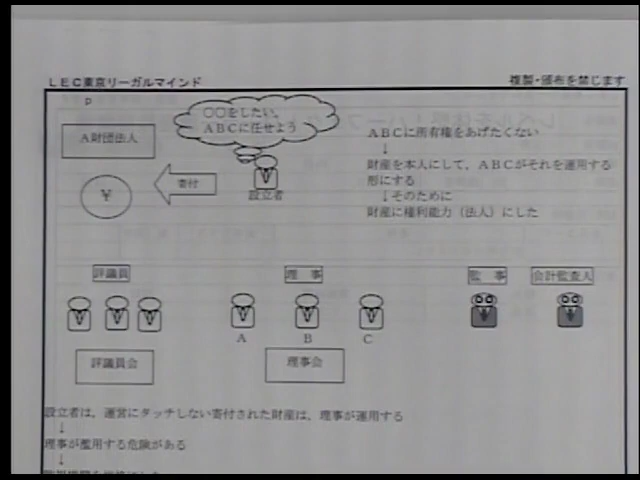 LEC東京リーガルマインド
複製・頒布を禁じます
P
○○をしたい。
ABCに任せよう
A財団法人
¥
寄付
設立者
ABCに所有権をあげたくない
↓
財産を本人にして、ABCがそれを運用する
形にする
↓そのために
財産に権利能力（法人）にした
評議員
理 事
監 事
会計監査人
A
B
C
評議員会
理事会
設立者は、運営にタッチしない寄付された財産は、理事が運用する
↓
理事が濫用する危険がある
↓